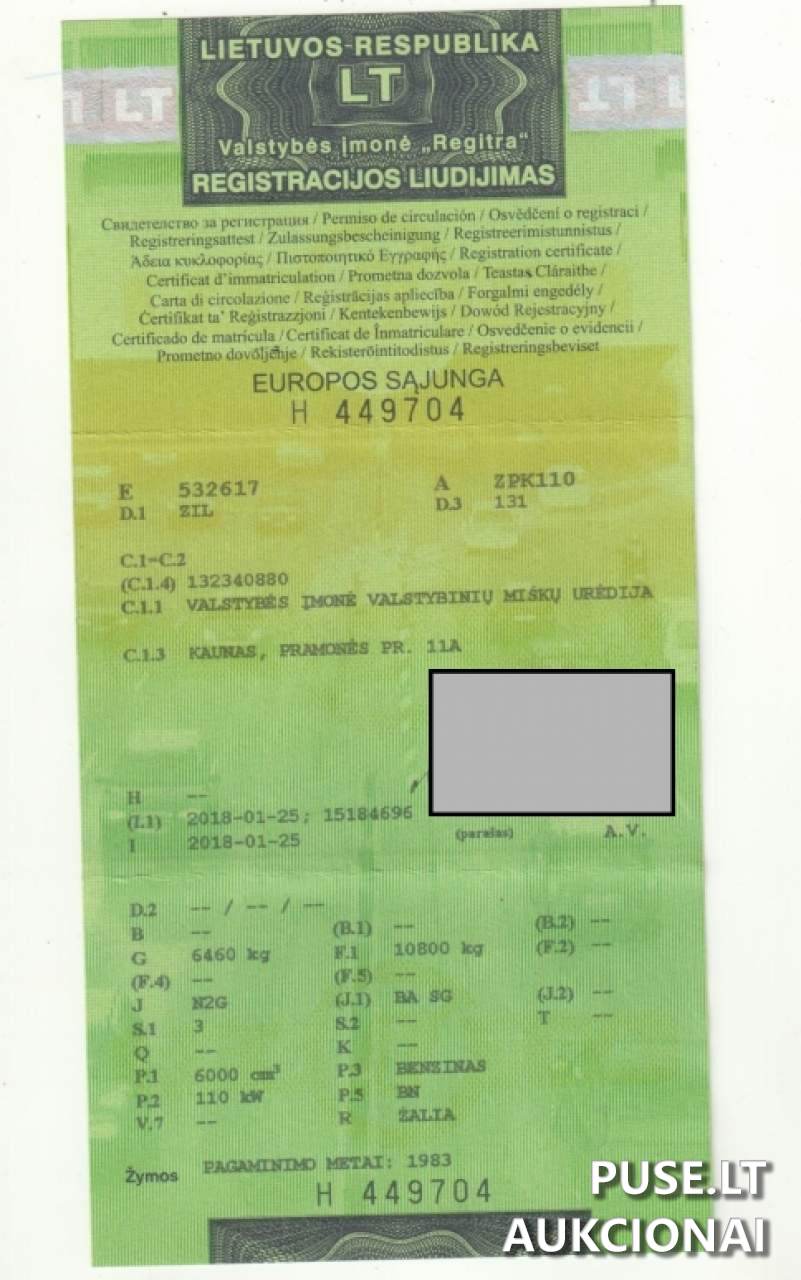 LIETUVOS RESPUBLIKA
LT
LT
LT
L
Valstybės įmonė „Regitra“
REGISTRACIJOS LIUDIJIMAS
Свидетелство за регистрация / Permiso de circulación / Osvědčení o registraci /
Registreringsattest / Zulassungsbescheinigung / Registreerimistunnistus /
Άδεια κυκλοφορίας / Πιστοποιητικό Εγγραφής / Registration certificate /
Certificat d'immatriculation / Prometna dozvola / Teastas Cláraithe /
Carta di circolazione / Reģistrācijas apliecība / Forgalmi engedély /
Ċertifikat ta' Reġistrazzjoni / Kentekenbewijs / Dowód Rejestracyjny /
Certificado de matrícula / Certificat de Înmatriculare / Osvedčenie o evidencii /
Prometno dovoljenje / Rekisteröintitodistus / Registreringsbeviset
EUROPOS SĄJUNGA
H 449704
E 532617 A ZPK110
D.1 ZIL D.3 131
C.1-C.2
(C.1.4) 132340880
C.1.1 VALSTYBĖS ĮMONĖ VALSTYBINIŲ MIŠKŲ URĖDIJA
C.1.3 KAUNAS, PRAMONĖS PR. 11A
H --
(I.1) 2018-01-25; 15184696
(parašas) A.V.
I 2018-01-25
D.2 -- / -- / --
B -- (B.1) -- (B.2) --
G 6460 kg F.1 10800 kg (F.2) --
(F.4) -- (F.5) --
J N2G (J.1) BA SG (J.2) --
S.1 3 S.2 -- T --
Q -- K --
P.1 6000 cm³ P.3 BENZINAS
P.2 110 kW P.5 BN
V.7 -- R ŽALIA
Žymos PAGAMINIMO METAI: 1983
H 449704
PUSE.LT
AUKCIONAI